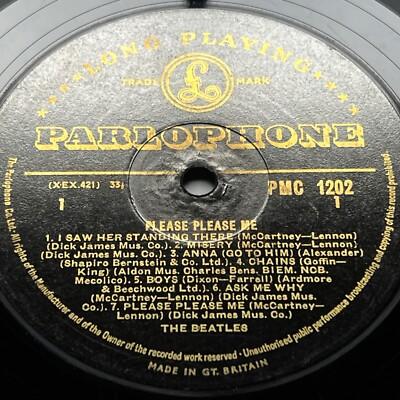 LONG PLAYING
TRADE MARK
£
PARLOPHONE
(X·EX.421) 33⅓
PMC 1202
1
1
PLEASE PLEASE ME
1. I SAW HER STANDING THERE (McCartney—Lennon)
(Dick James Mus. Co.). 2. MISERY (McCartney—Lennon)
(Dick James Mus. Co.) 3. ANNA (GO TO HIM) (Alexander)
(Shapiro Bernstein & Co. Ltd.) 4. CHAINS (Goffin—
King) (Aldon Mus. Charles Bens. BIEM. NOB.
Mecolico). 5. BOYS (Dixon—Farrell) (Ardmore
& Beechwood Ltd.) 6. ASK ME WHY
(McCartney—Lennon) (Dick James Mus.
Co.). 7. PLEASE PLEASE ME (McCartney—
Lennon) (Dick James Mus. Co.)
THE BEATLES
The Parlophone Co. Ltd. All rights of the Manufacturer and of the Owner of the recorded work reserved · Unauthorised public performance broadcasting and copying of this record prohibited
MADE IN GT. BRITAIN